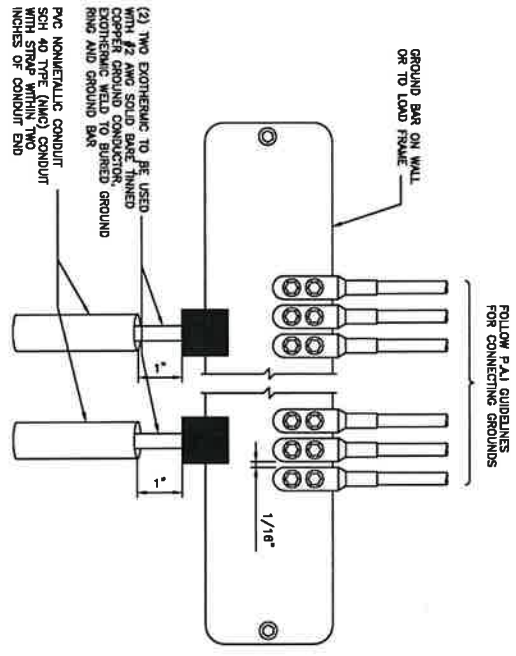 FOLLOW P.A.I GUIDELINES
FOR CONNECTING GROUNDS
GROUND BAR ON WALL
OR TO LOAD FRAME
1/16"
1"
1"
(2) TWO EXOTHERMIC TO BE USED
WITH #2 AWG SOLID BARE TINNED
COPPER GROUND CONDUCTOR,
EXOTHERMIC WELD TO BURIED GROUND
RING AND GROUND BAR
PVC NONMETALLIC CONDUIT
SCH 40 TYPE (NMC) CONDUIT
WITH STRAP WITHIN TWO
INCHES OF CONDUIT END